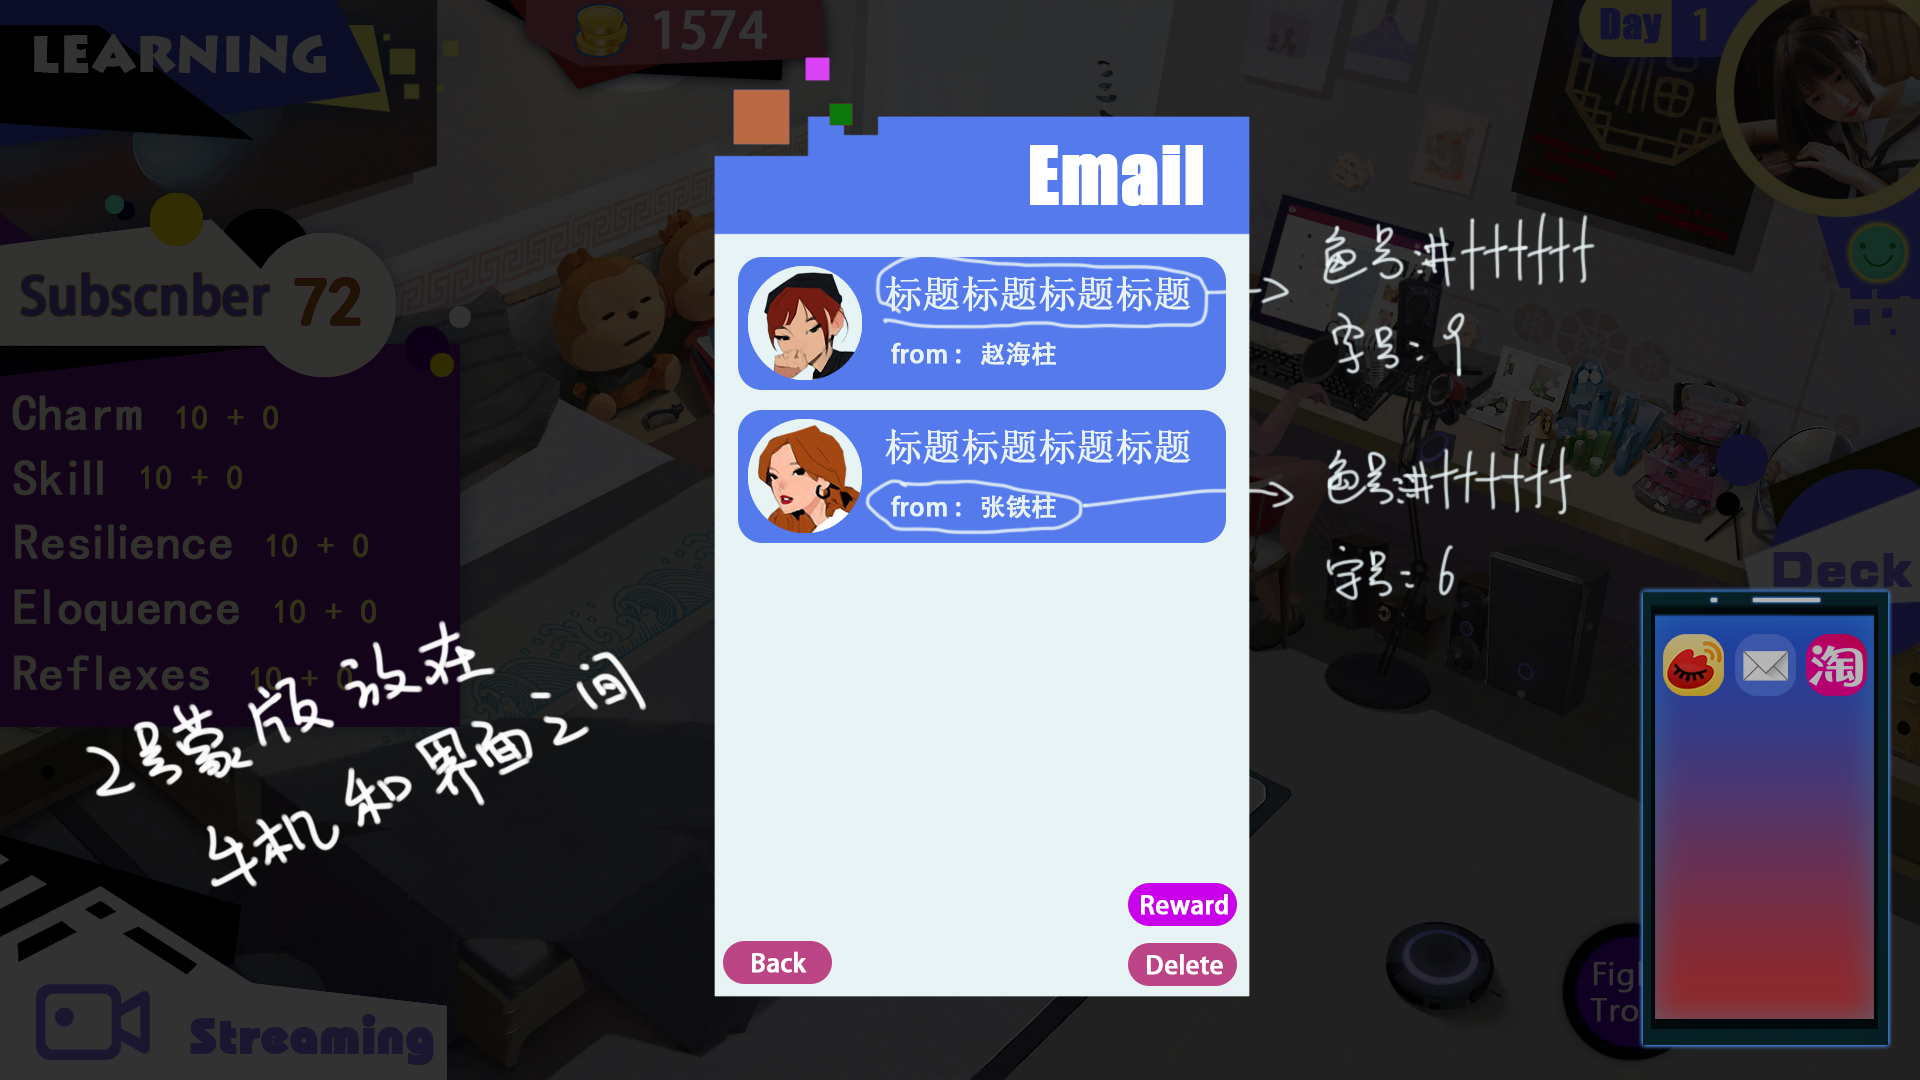 LEARNING
1574
Day 1
福
Email
Subscnber 72
标题标题标题标题
from： 赵海柱
色号:#ffffff
字号: 9
标题标题标题标题
from： 张铁柱
色号:#ffffff
字号: 6
Charm 10 + 0
Skill 10 + 0
Resilience 10 + 0
Eloquence 10 + 0
Reflexes 10 + 0
Deck
淘
2号蒙版放在
手机和界面之间
Reward
Back
Delete
Figh
Tro
Streaming